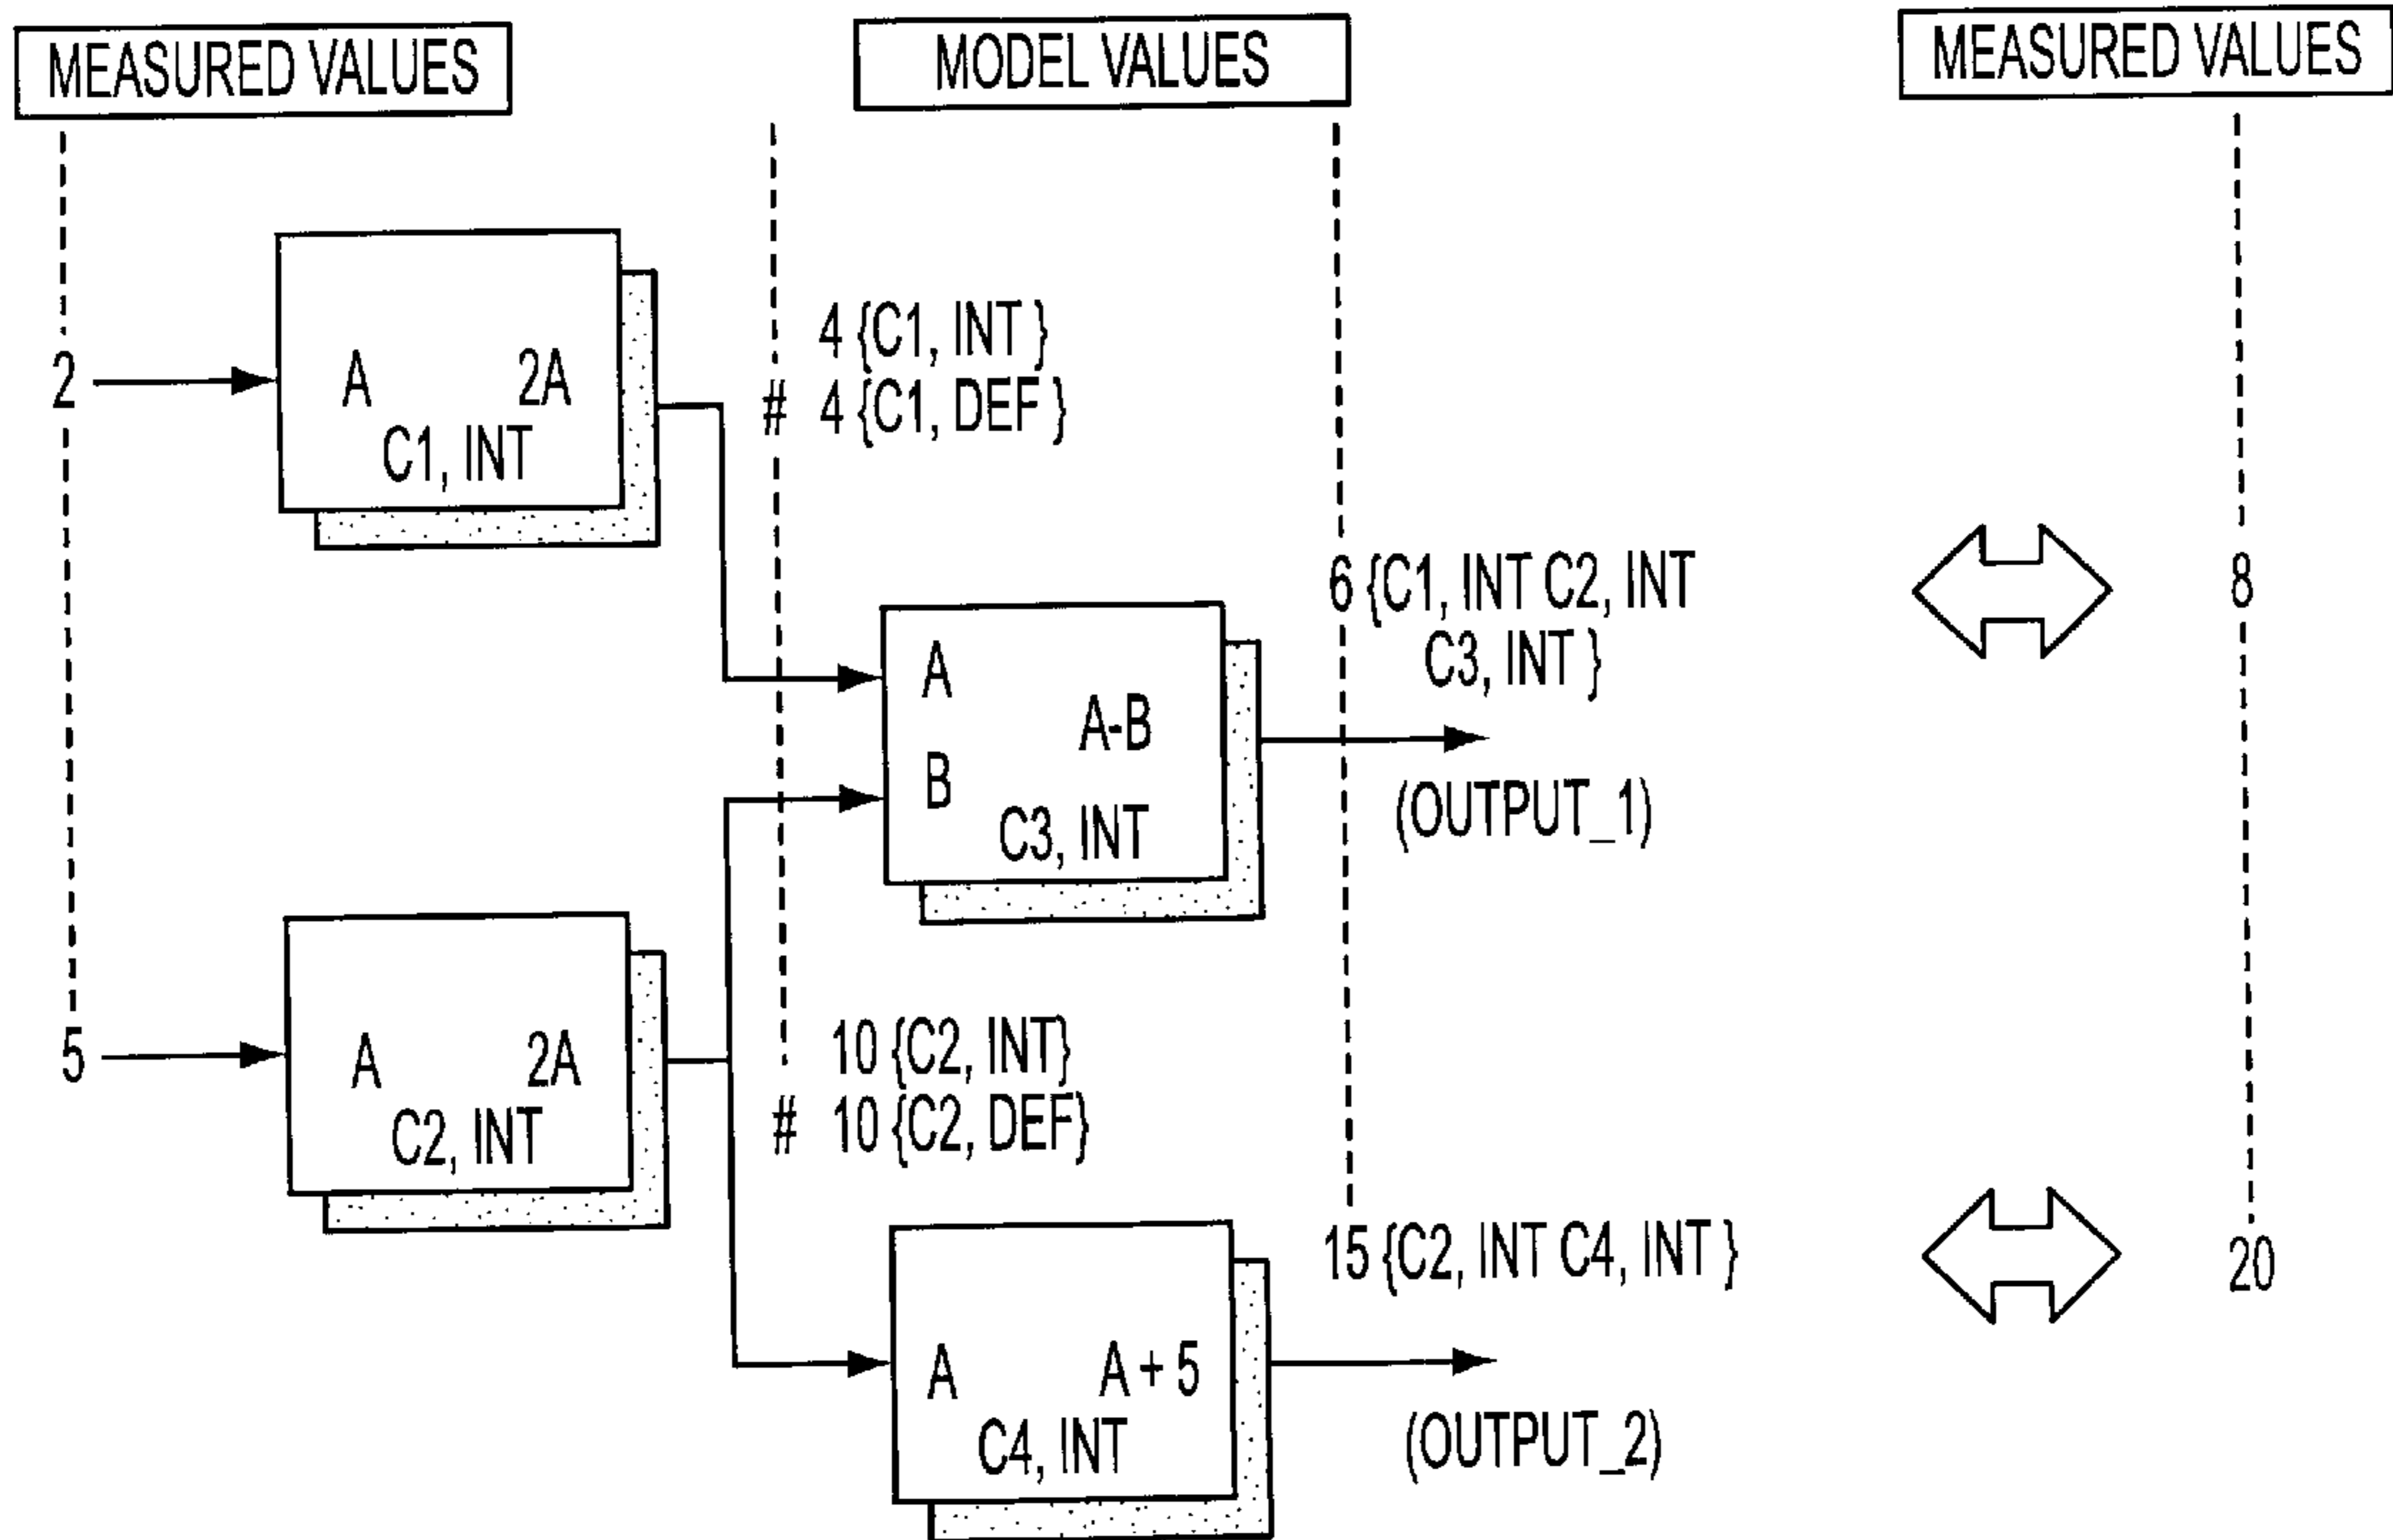 MEASURED VALUES
MODEL VALUES
MEASURED VALUES
2
A 2A
C1, INT
4 {C1, INT }
# 4 {C1, DEF }
6 {C1, INT C2, INT
C3, INT }
8
A
A-B
B
C3, INT
(OUTPUT_1)
5
A 2A
C2, INT
10 {C2, INT}
# 10 {C2, DEF}
15 {C2, INT C4, INT }
20
A A + 5
C4, INT
(OUTPUT_2)